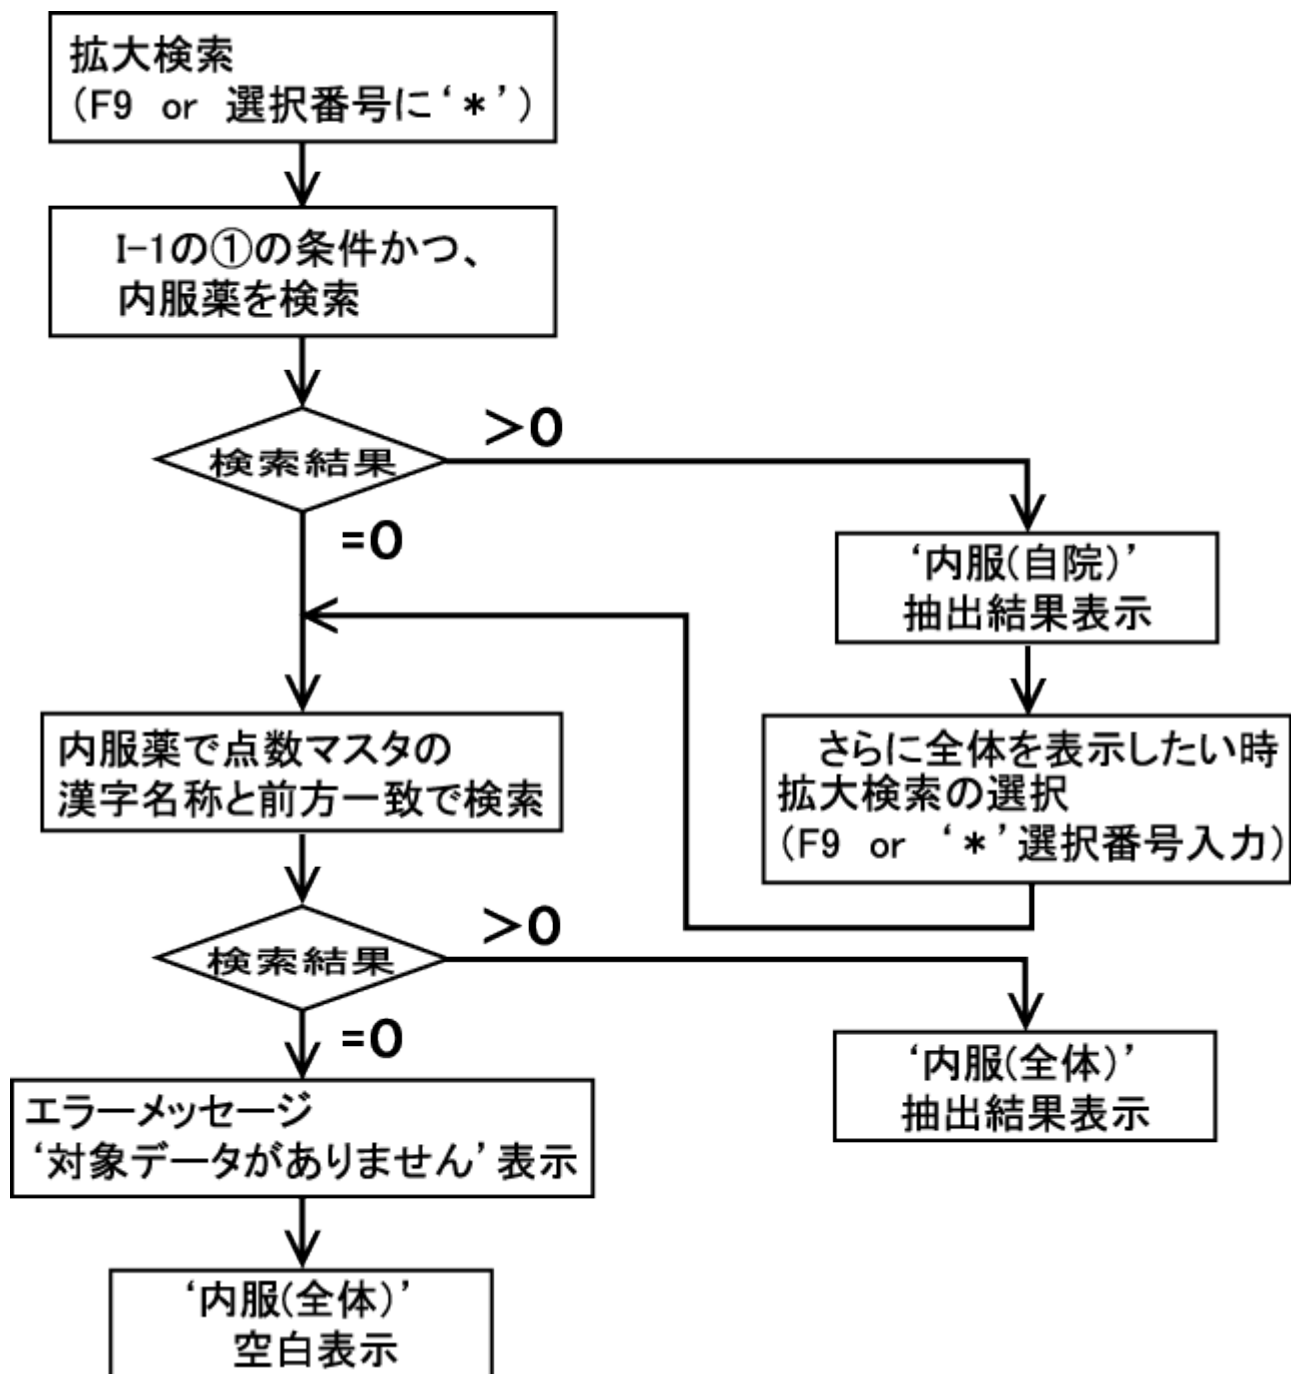 拡大検索
(F9 or 選択番号に‘*’)
I-1の①の条件かつ、
内服薬を検索
検索結果
>0
=0
‘内服(自院)’
抽出結果表示
さらに全体を表示したい時
拡大検索の選択
(F9 or ‘*’選択番号入力)
内服薬で点数マスタの
漢字名称と前方一致で検索
検索結果
>0
=0
‘内服(全体)’
抽出結果表示
エラーメッセージ
‘対象データがありません’表示
‘内服(全体)’
空白表示